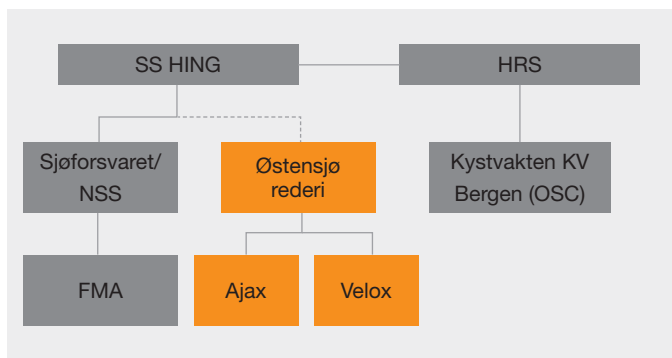 SS HING
HRS
Sjøforsvaret/
NSS
Østensjø
rederi
Kystvakten KV
Bergen (OSC)
FMA
Ajax
Velox